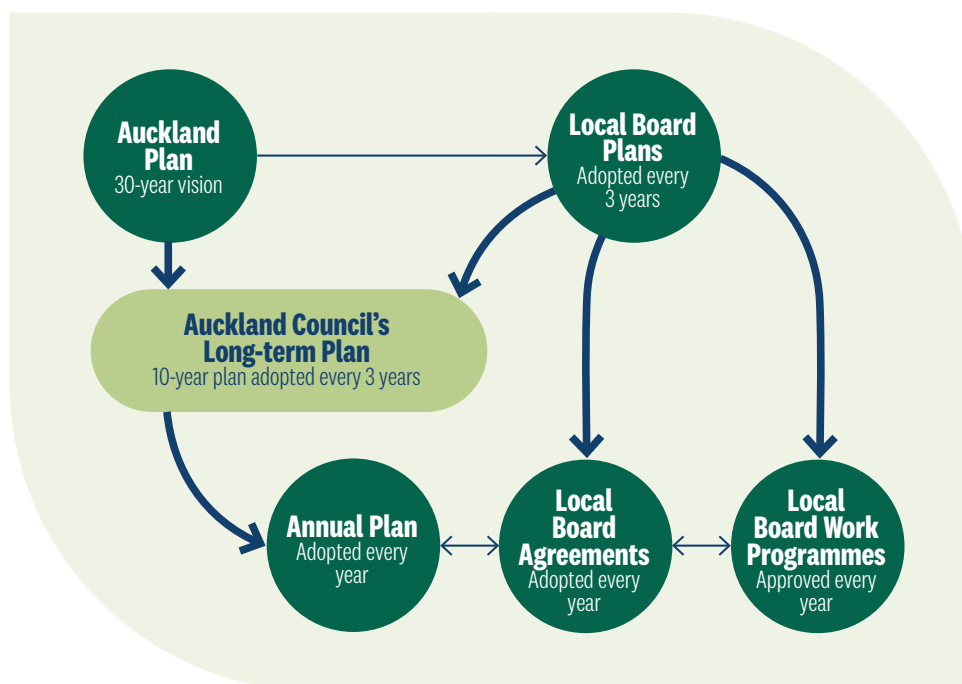 Auckland
Plan
30-year vision
Local Board
Plans
Adopted every
3 years
Auckland Council’s
Long-term Plan
10-year plan adopted every 3 years
Annual Plan
Adopted every
year
Local
Board
Agreements
Adopted every
year
Local
Board Work
Programmes
Approved every
year